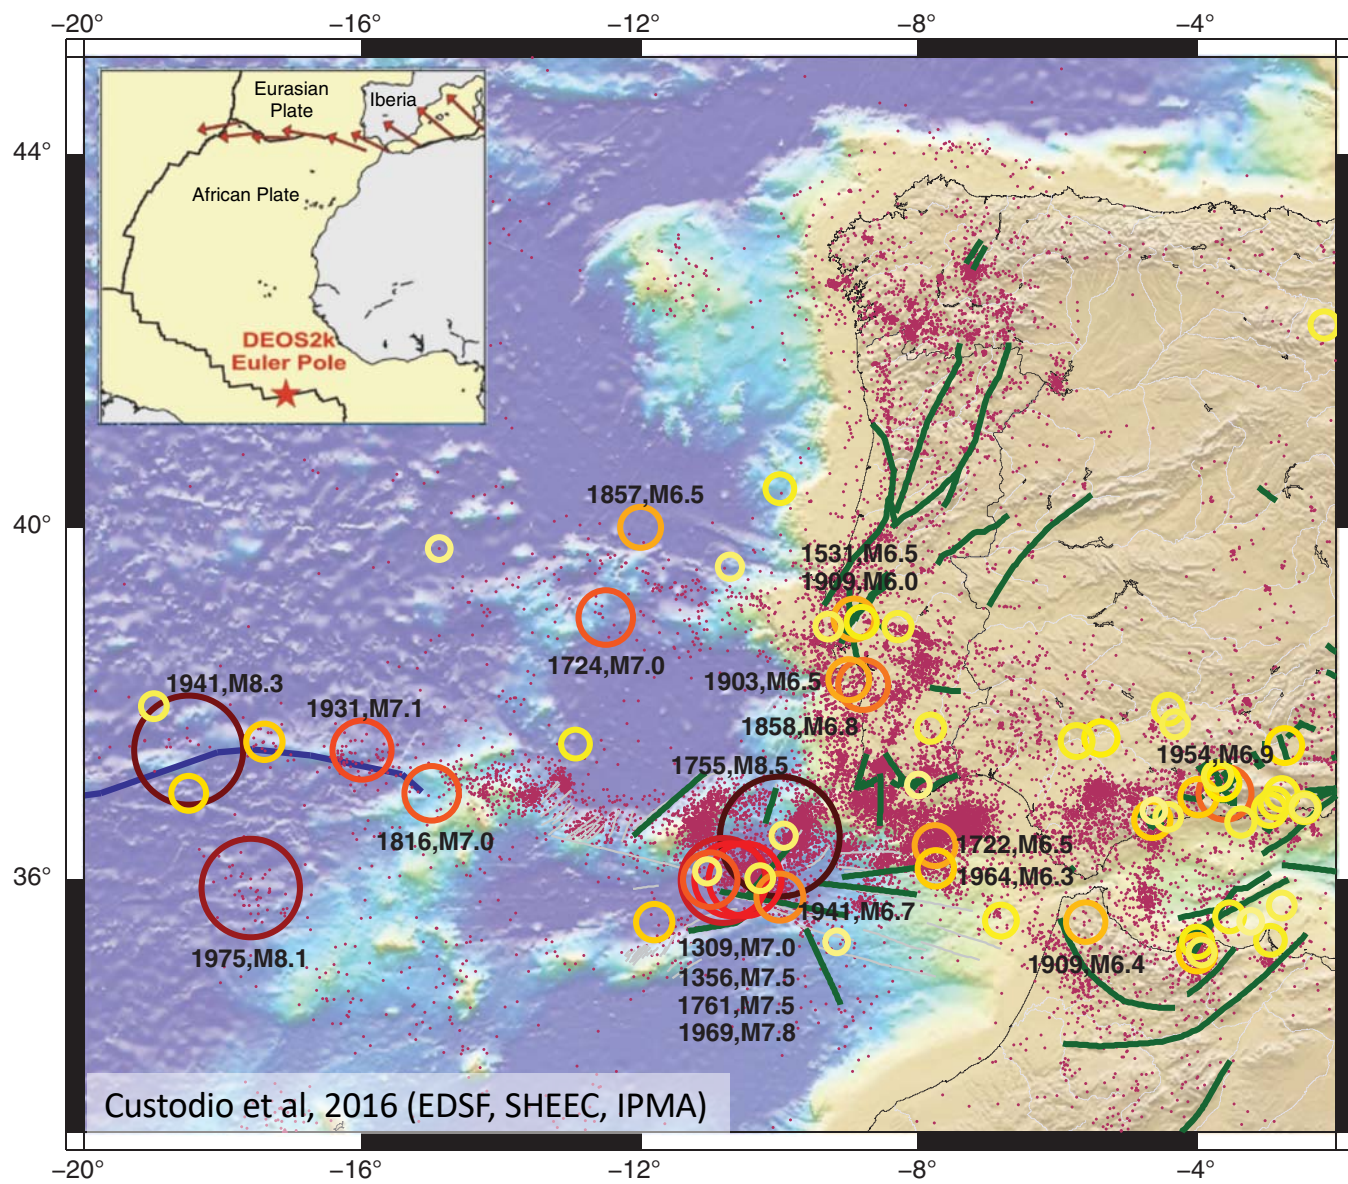 −20°
−16°
−12°
−8°
−4°
Eurasian
Plate
Iberia
African Plate
DEOS2k
Euler Pole
44°
40°
36°
1857,M6.5
1531,M6.5
1909,M6.0
1724,M7.0
1903,M6.5
1858,M6.8
1941,M8.3
1931,M7.1
1755,M8.5
1954,M6.9
1816,M7.0
1722,M6.5
1964,M6.3
1941,M6.7
1975,M8.1
1309,M7.0
1356,M7.5
1761,M7.5
1969,M7.8
1909,M6.4
Custodio et al, 2016 (EDSF, SHEEC, IPMA)
−20°
−16°
−12°
−8°
−4°